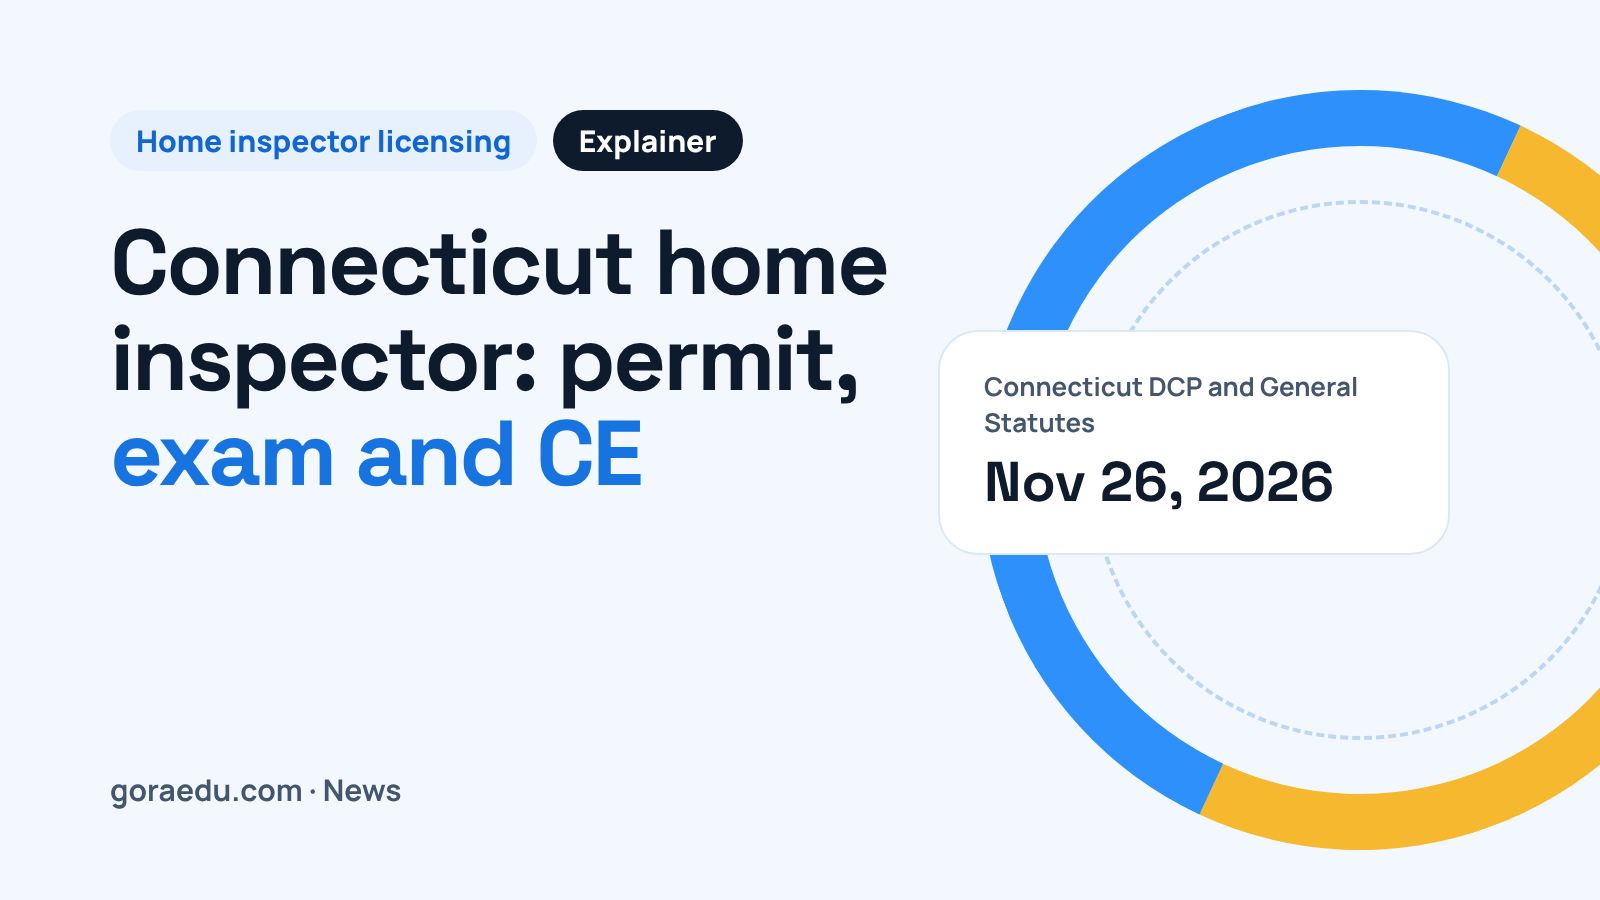 Home inspector licensing
Explainer
Connecticut home
inspector: permit,
exam and CE
Connecticut DCP and General
Statutes
Nov 26, 2026
goraedu.com · News